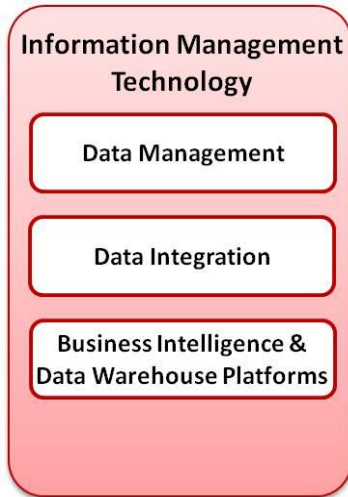 Information Management
Technology
Data Management
Data Integration
Business Intelligence &
Data Warehouse Platforms